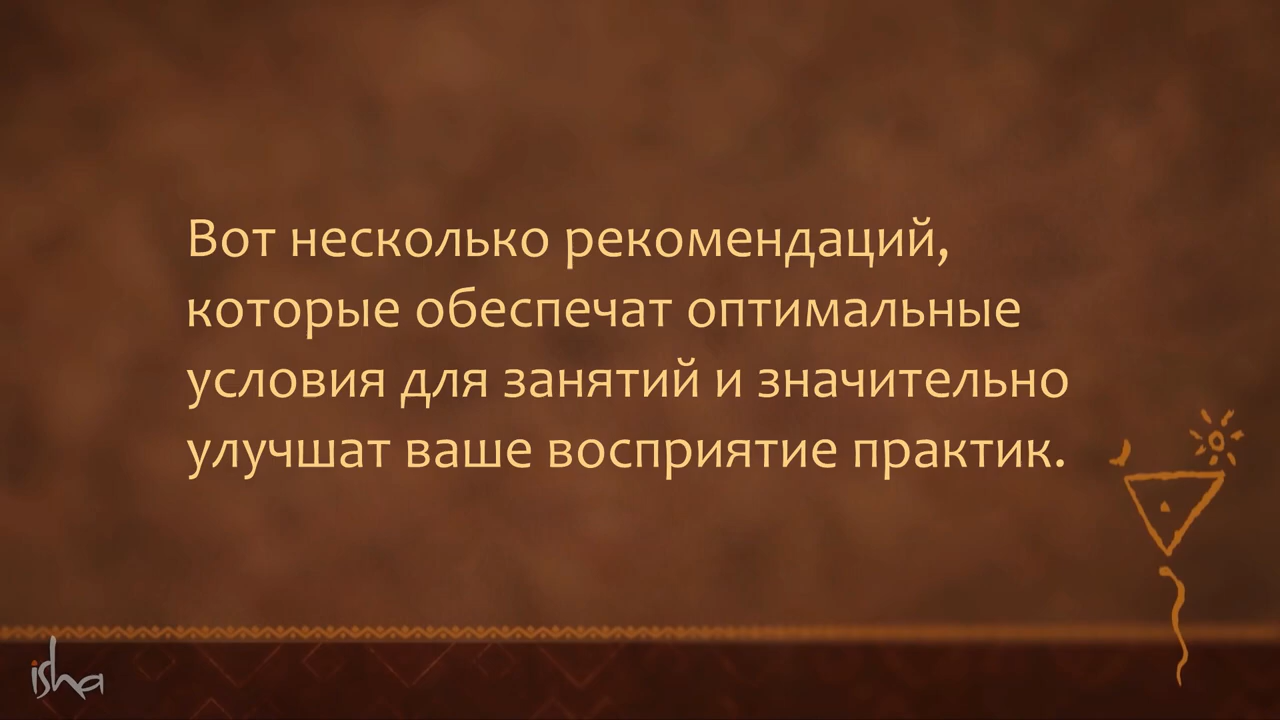 Вот несколько рекомендаций,
которые обеспечат оптимальные
условия для занятий и значительно
улучшат ваше восприятие практик.
isha